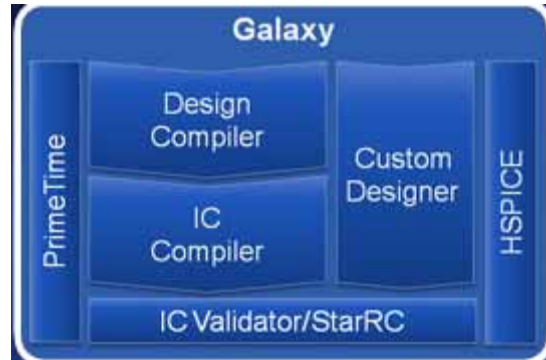 Galaxy
PrimeTime
Design
Compiler
IC
Compiler
Custom
Designer
HSPICE
IC Validator/StarRC